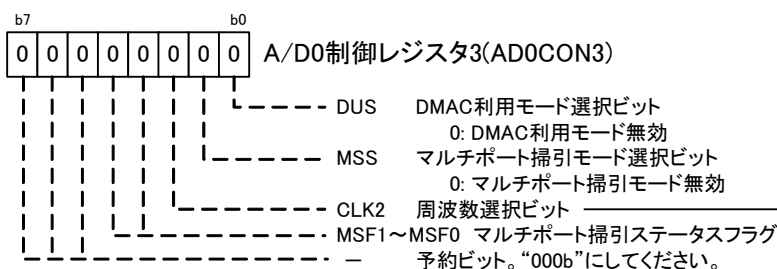 b7 b0
0 0 0 0 0 0 0 0 A/D0制御レジスタ3(AD0CON3)
DUS DMAC利用モード選択ビット
0: DMAC利用モード無効
MSS マルチポート掃引モード選択ビット
0: マルチポート掃引モード無効
CLK2 周波数選択ビット
MSF1～MSF0 マルチポート掃引ステータスフラグ
― 予約ビット。“000b”にしてください。